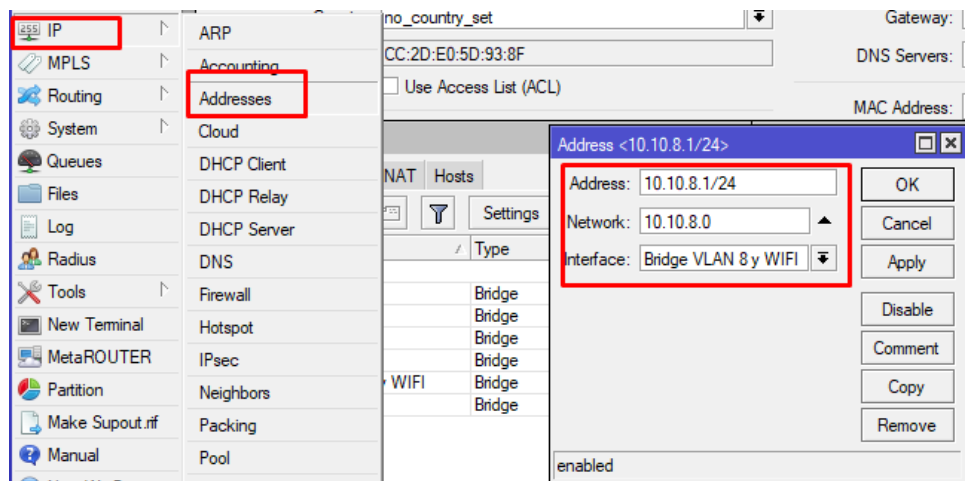 IP
MPLS
Routing
System
Queues
Files
Log
Radius
Tools
New Terminal
MetaROUTER
Partition
Make Supout.rif
Manual
ARP
Accounting
Addresses
Cloud
DHCP Client
DHCP Relay
DHCP Server
DNS
Firewall
Hotspot
IPsec
Neighbors
Packing
Pool
no_country_set
CC:2D:E0:5D:93:8F
Use Access List (ACL)
Gateway:
DNS Servers:
MAC Address:
NAT Hosts
Settings
Type
Bridge
Bridge
Bridge
Bridge
y WIFI Bridge
Bridge
Address <10.10.8.1/24>
Address: 10.10.8.1/24
Network: 10.10.8.0
Interface: Bridge VLAN 8 y WIFI
OK
Cancel
Apply
Disable
Comment
Copy
Remove
enabled